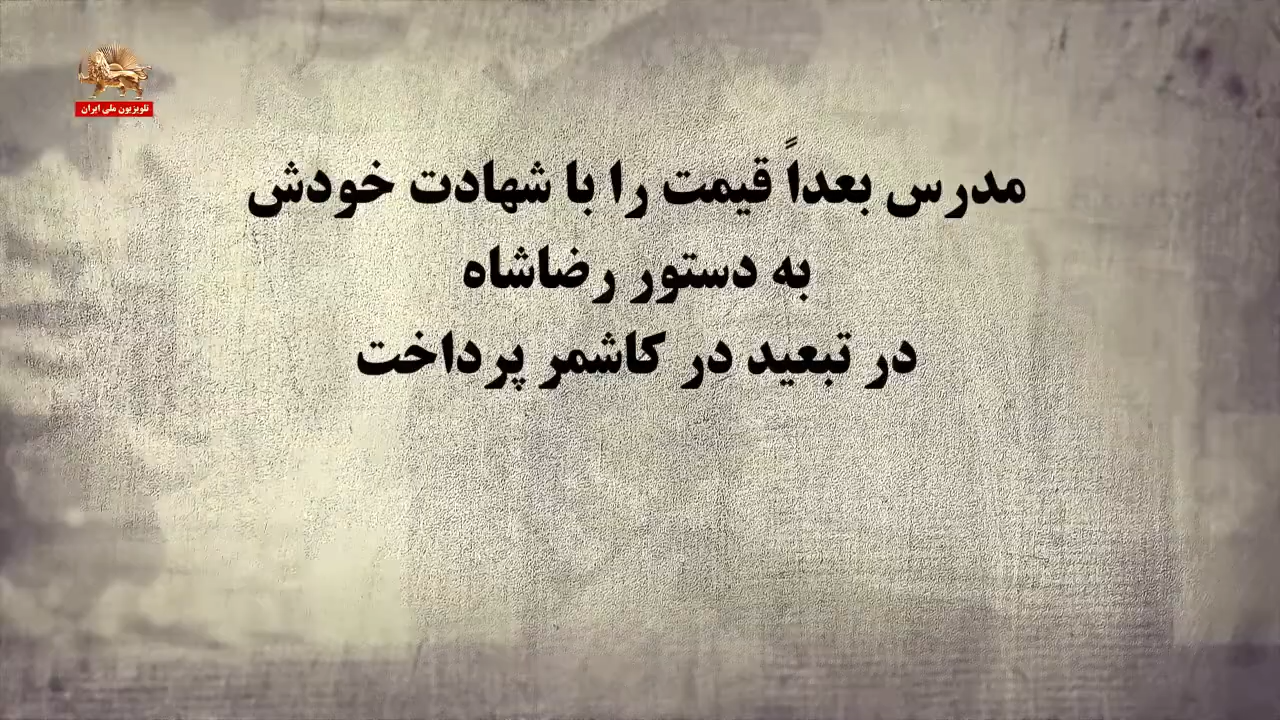 تلویزیون ملی ایران
مدرس بعداً قیمت را با شهادت خودش
به دستور رضاشاه
در تبعید در کاشمر پرداخت